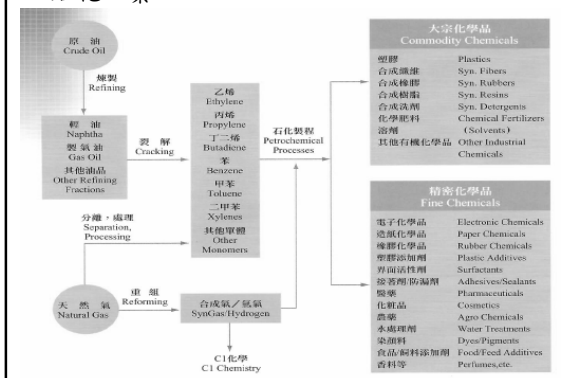 原油
Crude Oil
煉製
Refining
輕油
Naphtha
製氣油
Gas Oil
其他油品
Other Refining
Fractions
裂解
Cracking
分離，處理
Separation,
Processing
天然氣
Natural Gas
重組
Reforming
乙烯
Ethylene
丙烯
Propylene
丁二烯
Butadiene
苯
Benzene
甲苯
Toluene
二甲苯
Xylenes
其他單體
Other
Monomers
合成氣／氫氣
SynGas/Hydrogen
C1化學
C1 Chemistry
石化製程
Petrochemical
Processes
大宗化學品
Commodity Chemicals
塑膠 Plastics
合成纖維 Syn. Fibers
合成橡膠 Syn. Rubbers
合成樹脂 Syn. Resins
合成洗劑 Syn. Detergents
化學肥料 Chemical Fertilizers
溶劑 (Solvents)
其他有機化學品 Other Industrial
Chemicals
精密化學品
Fine Chemicals
電子化學品 Electronic Chemicals
造紙化學品 Paper Chemicals
橡膠化學品 Rubber Chemicals
塑膠添加劑 Plastic Additives
界面活性劑 Surfactants
接著劑/防漏劑 Adhesives/Sealants
醫藥 Pharmaceuticals
化粧品 Cosmetics
農藥 Agro Chemicals
水處理劑 Water Treatments
染顏料 Dyes/Pigments
食品/飼料添加劑 Food/Feed Additives
香料等 Perfumes,etc.